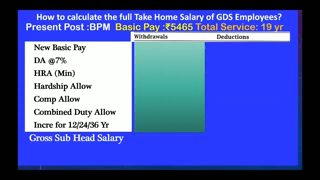 How to calculate the full Take Home Salary of GDS Employees?
Present Post :BPM Basic Pay :₹5465 Total Service: 19 yr
Withdrawals Deductions
New Basic Pay
DA @7%
HRA (Min)
Hardship Allow
Comp Allow
Combined Duty Allow
Incre for 12/24/36 Yr
Gross Sub Head Salary